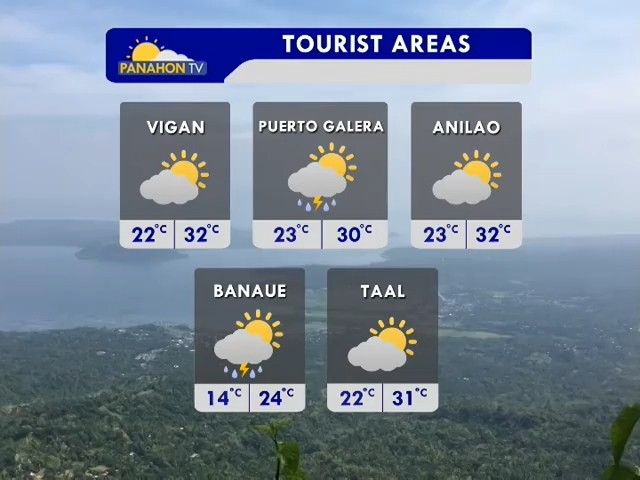 PANAHON TV
TOURIST AREAS
VIGAN
22°C 32°C
PUERTO GALERA
23°C 30°C
ANILAO
23°C 32°C
BANAUE
14°C 24°C
TAAL
22°C 31°C